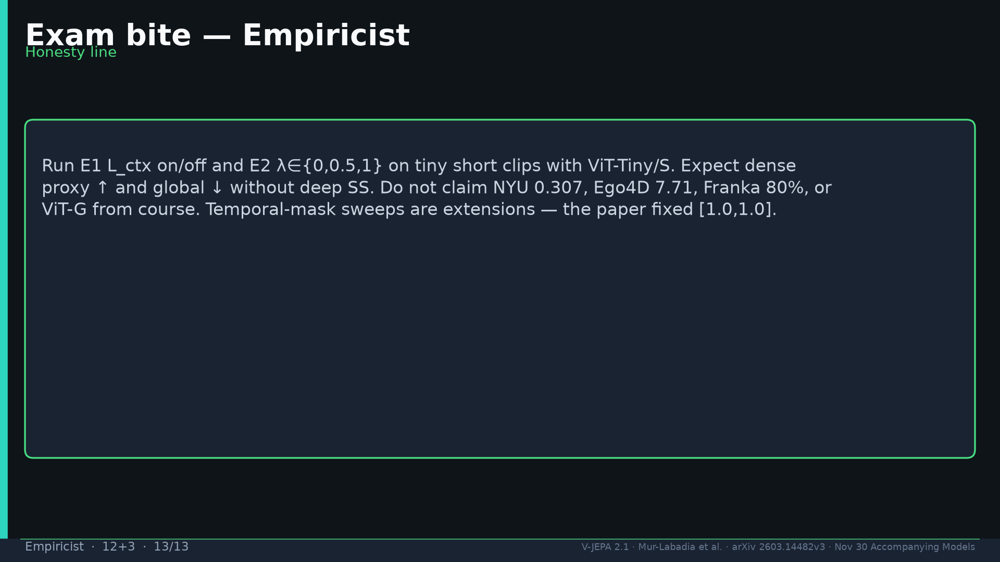 Exam bite — Empiricist
Honesty line
Run E1 L_ctx on/off and E2 λ∈{0,0.5,1} on tiny short clips with ViT-Tiny/S. Expect dense
proxy ↑ and global ↓ without deep SS. Do not claim NYU 0.307, Ego4D 7.71, Franka 80%, or
ViT-G from course. Temporal-mask sweeps are extensions — the paper fixed [1.0,1.0].
Empiricist · 12+3 · 13/13
V-JEPA 2.1 · Mur-Labadia et al. · arXiv 2603.14482v3 · Nov 30 Accompanying Models